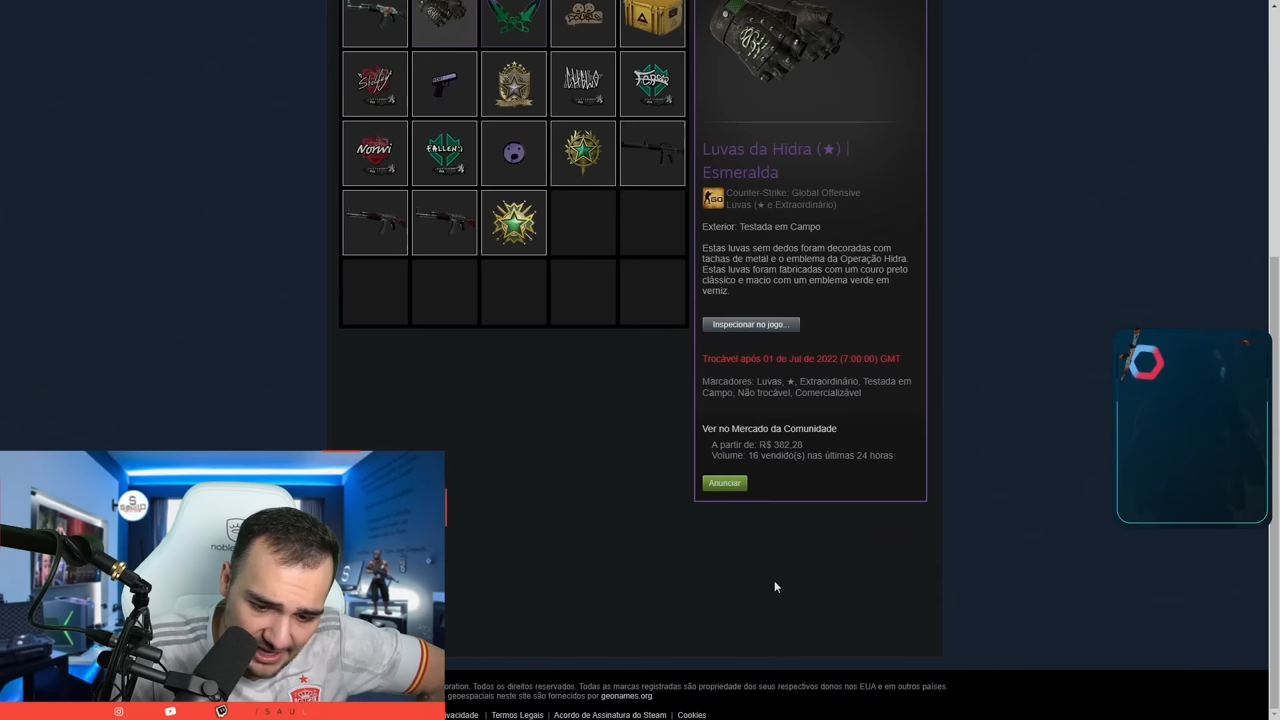 Luvas da Hidra (★) |
Esmeralda
Counter-Strike: Global Offensive
Luvas (★ e Extraordinário)
Exterior: Testada em Campo
Estas luvas sem dedos foram decoradas com
tachas de metal e o emblema da Operação Hidra.
Estas luvas foram fabricadas com um couro preto
clássico e macio com um emblema verde em
verniz.
Inspecionar no jogo...
Trocável após 01 de Jul de 2022 (7:00:00) GMT
Marcadores: Luvas, ★, Extraordinário, Testada em
Campo, Não trocável, Comercializável
Ver no Mercado da Comunidade
A partir de: R$ 382,28
Volume: 16 vendido(s) nas últimas 24 horas
Anunciar
FALLEN
noble
oration. Todos os direitos reservados. Todas as marcas registradas são propriedade dos seus respectivos donos nos EUA e em outros países.
geoespaciais neste site são fornecidos por geonames.org.
ivacidade | Termos Legais | Acordo de Assinatura do Steam | Cookies
/ S A U